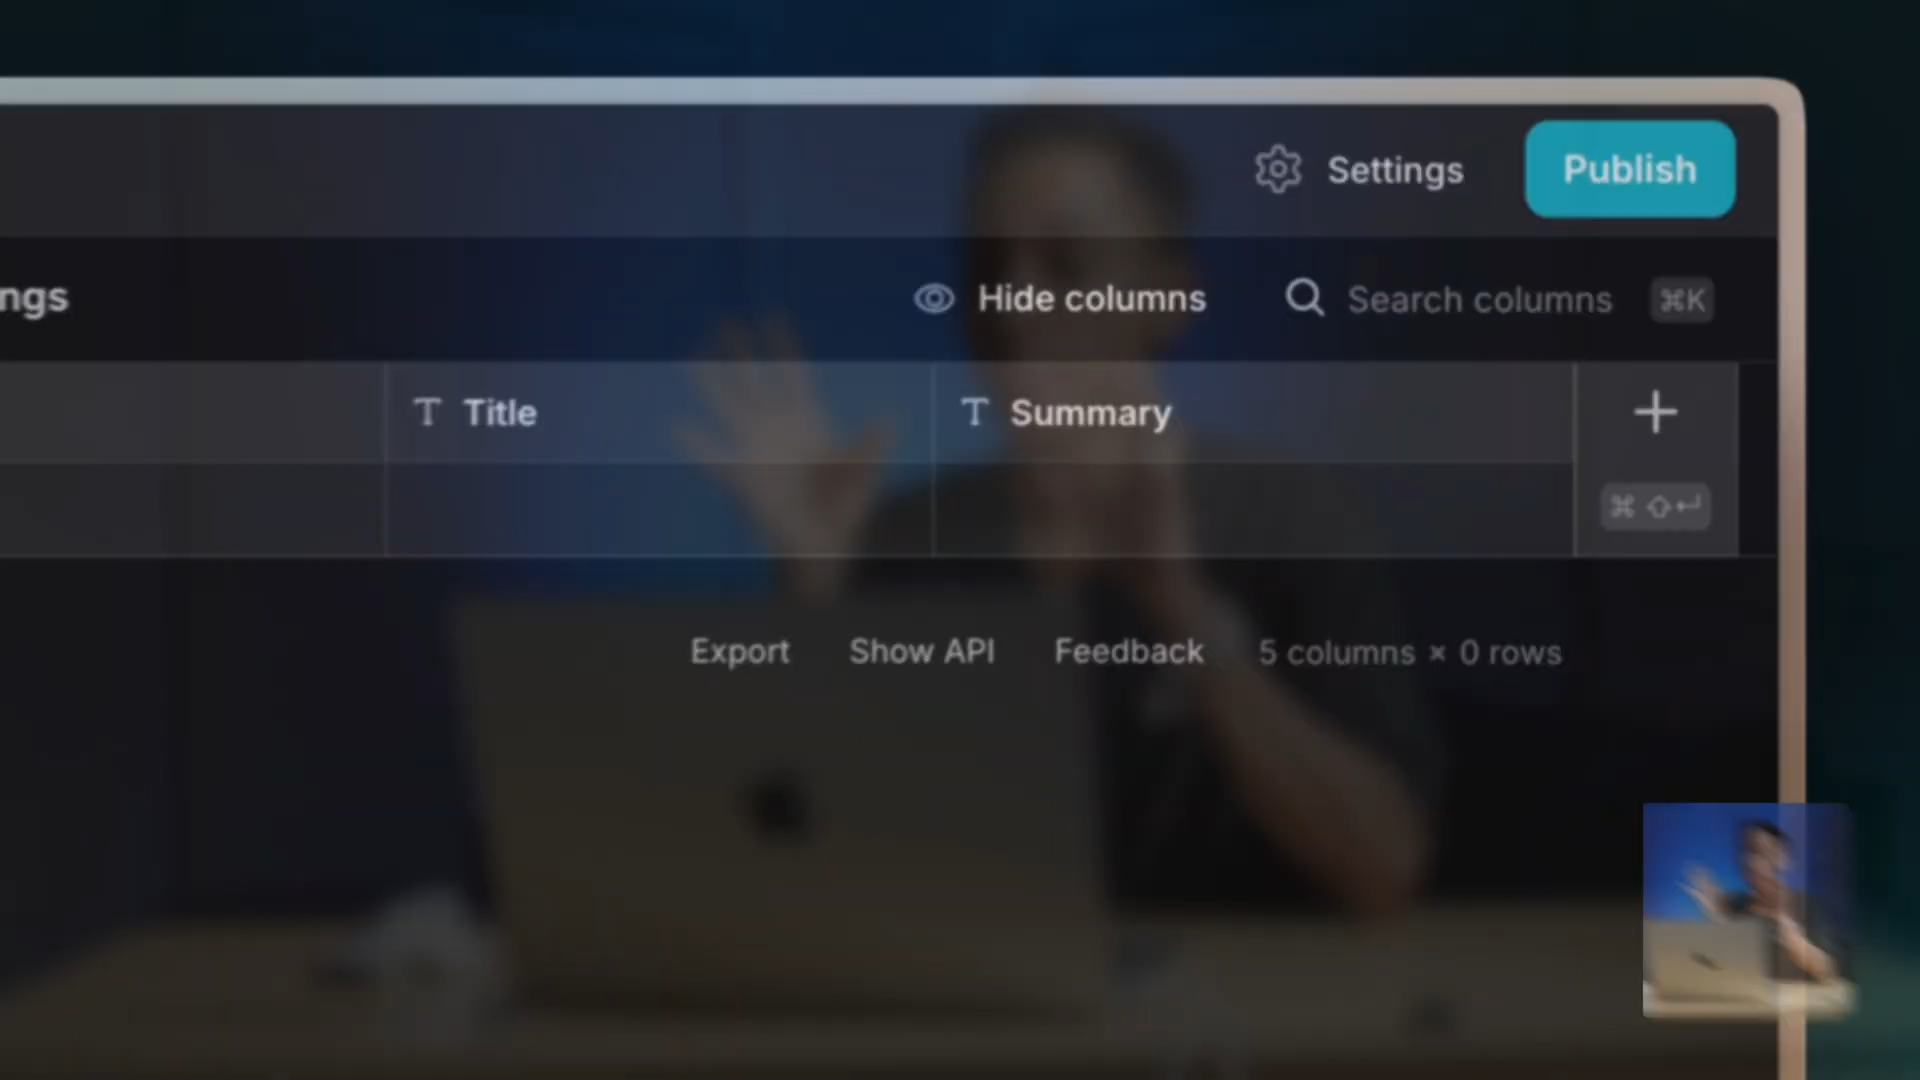 Settings
Publish
ngs
Hide columns
Search columns
⌘K
T Title
T Summary
+
⌘ ⇧ ↵
Export
Show API
Feedback
5 columns × 0 rows